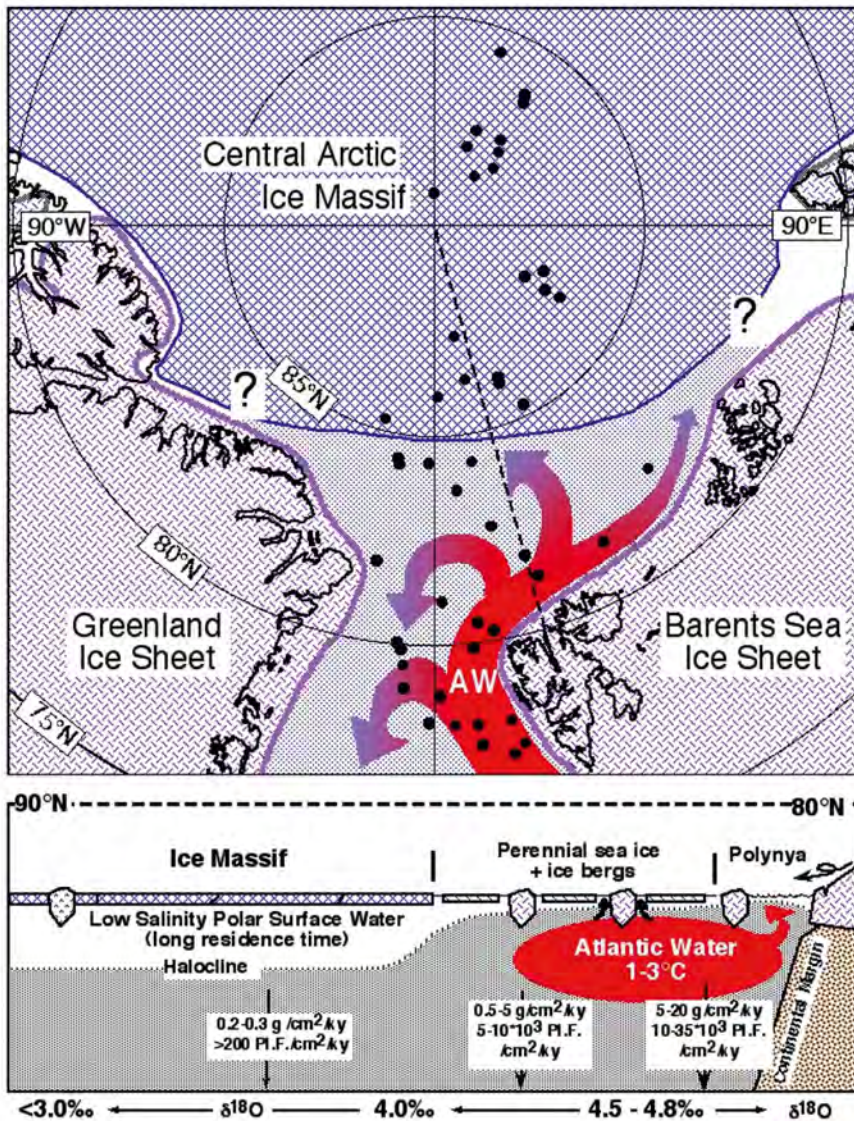 Central Arctic
Ice Massif
90°W
90°E
?
?
85°N
80°N
Greenland
Ice Sheet
Barents Sea
Ice Sheet
AW
75°N
90°N
80°N
Ice Massif
Perennial sea ice
+ ice bergs
Polynya
Low Salinity Polar Surface Water
(long residence time)
Halocline
Atlantic Water
1-3°C
0.2-0.3 g /cm²/ky
>200 Pl.F./cm²/ky
0.5-5 g/cm²/ky
5-10*10³ Pl.F.
/cm²/ky
5-20 g/cm²/ky
10-35*10³ Pl.F.
/cm²/ky
Continental Margin
<3.0‰ δ¹⁸O 4.0‰ 4.5 - 4.8‰ δ¹⁸O